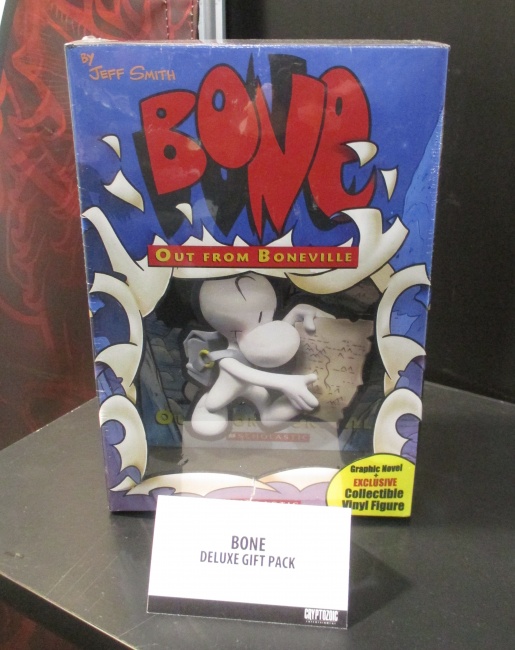 BY
JEFF SMITH
BONE
OUT FROM BONEVILLE
SCHOLASTIC
Graphic Novel
+
EXCLUSIVE
Collectible
Vinyl Figure
BONE
DELUXE GIFT PACK
CRYPTOZOIC
ENTERTAINMENT